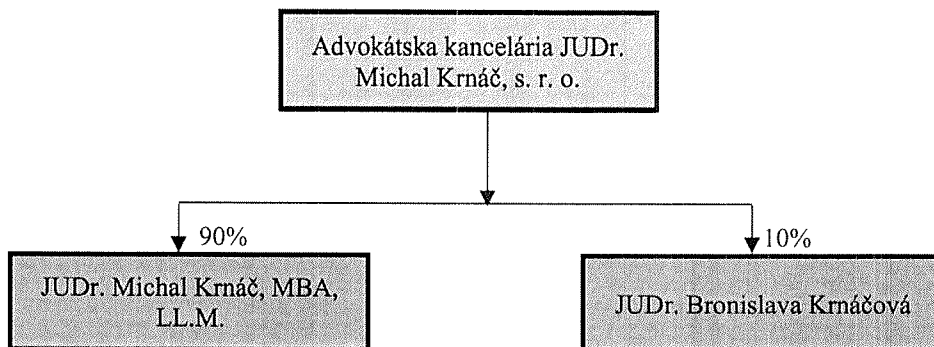 Advokátska kancelária JUDr.
Michal Krnáč, s. r. o.
90%
10%
JUDr. Michal Krnáč, MBA,
LL.M.
JUDr. Bronislava Krnáčová